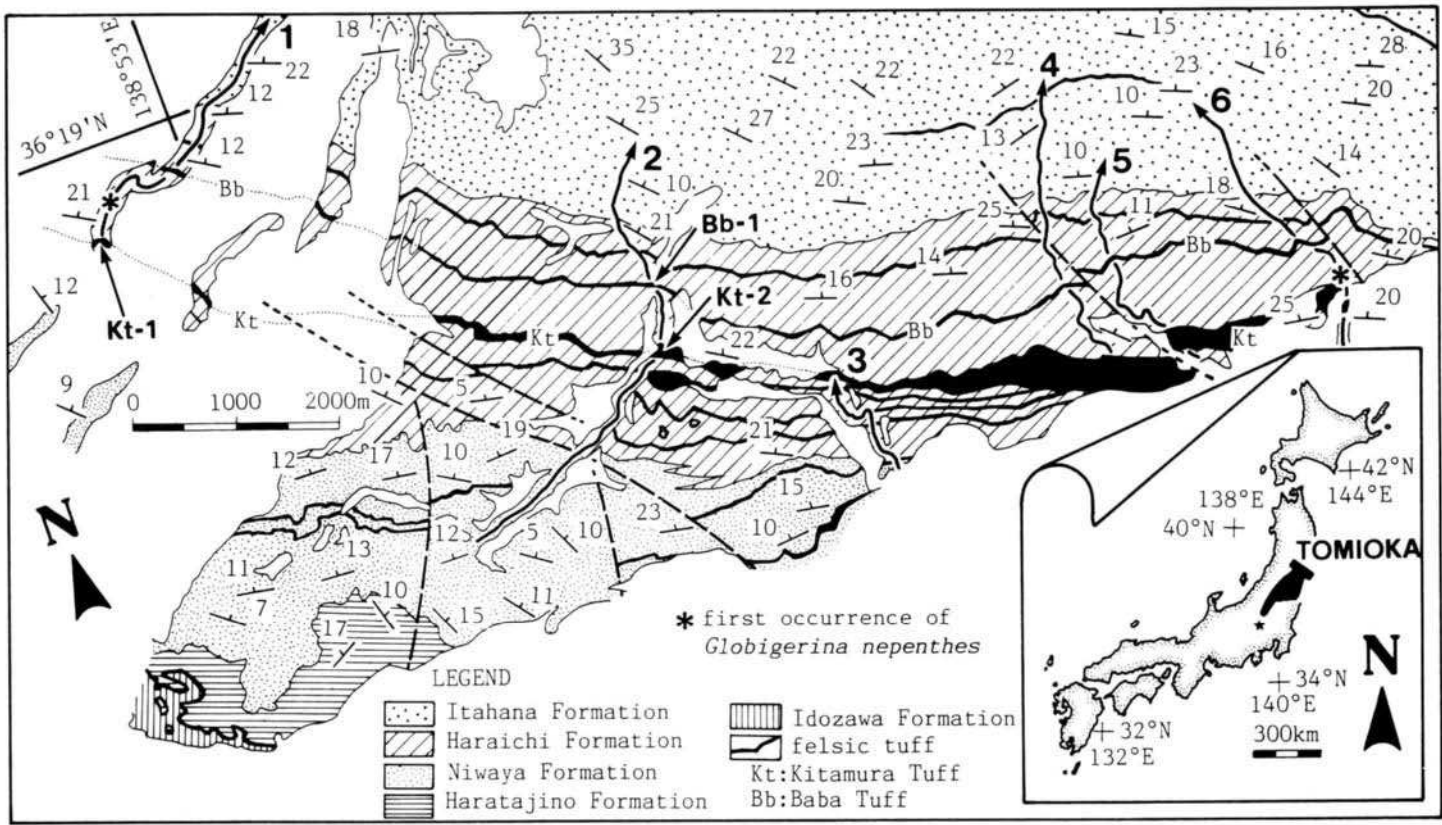 138°53'E
36°19'N
1
18
22
12
12
21
Bb
Kt-1
12
Kt
9
0 1000 2000m
N
35
22
22
22
15
16
28
25
27
23
13
10
23
20
4
6
2
10
20
10
5
14
18
21
Bb-1
25
11
Bb
20
16
14
Kt-2
Kt
22
Bb
25
20
Kt
3
10
5
21
19
12
17
10
15
12
5
10
23
10
13
11
7
10
15
11
17
* first occurrence of
Globigerina nepenthes
LEGEND
Itahana Formation
Haraichi Formation
Niwaya Formation
Haratajino Formation
Idozawa Formation
felsic tuff
Kt:Kitamura Tuff
Bb:Baba Tuff
42°N
144°E
138°E
40°N
TOMIOKA
34°N
140°E
32°N
132°E
300km
N